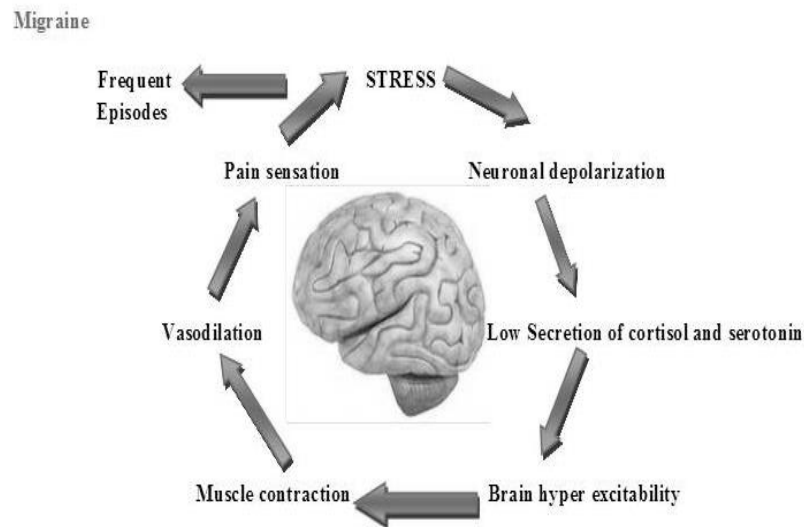 Migraine
Frequent
Episodes
STRESS
Pain sensation
Neuronal depolarization
Vasodilation
Low Secretion of cortisol and serotonin
Muscle contraction
Brain hyper excitability